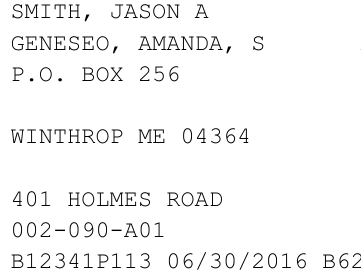 SMITH, JASON A
GENESEO, AMANDA, S
P.O. BOX 256
WINTHROP ME 04364
401 HOLMES ROAD
002-090-A01
B12341P113 06/30/2016 B62